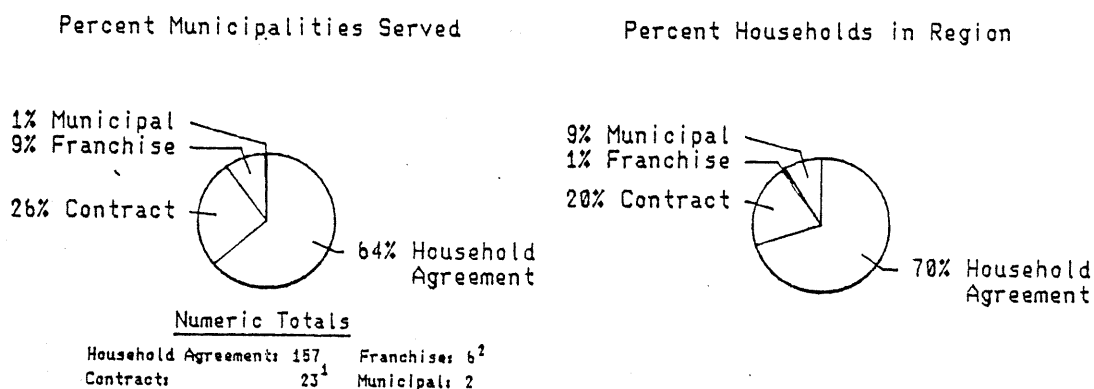 Percent Municipalities Served
1% Municipal
9% Franchise
26% Contract
64% Household
Agreement
Numeric Totals
Household Agreement: 157 Franchise: 6²
Contract: 23¹ Municipal: 2
Percent Households in Region
9% Municipal
1% Franchise
20% Contract
70% Household
Agreement